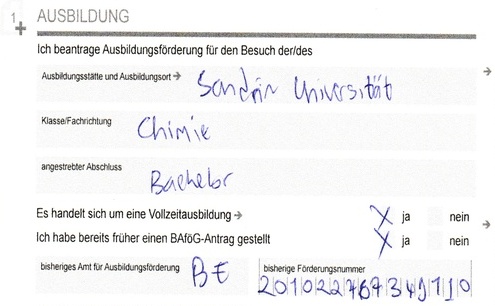 1 AUSBILDUNG
Ich beantrage Ausbildungsförderung für den Besuch der/des
Ausbildungsstätte und Ausbildungsort → Sandrin Universität
Klasse/Fachrichtung Chimie
angestrebter Abschluss Bachelor
Es handelt sich um eine Vollzeitausbildung → X ja nein
Ich habe bereits früher einen BAföG-Antrag gestellt X ja nein
bisheriges Amt für Ausbildungsförderung BE bisherige Förderungsnummer